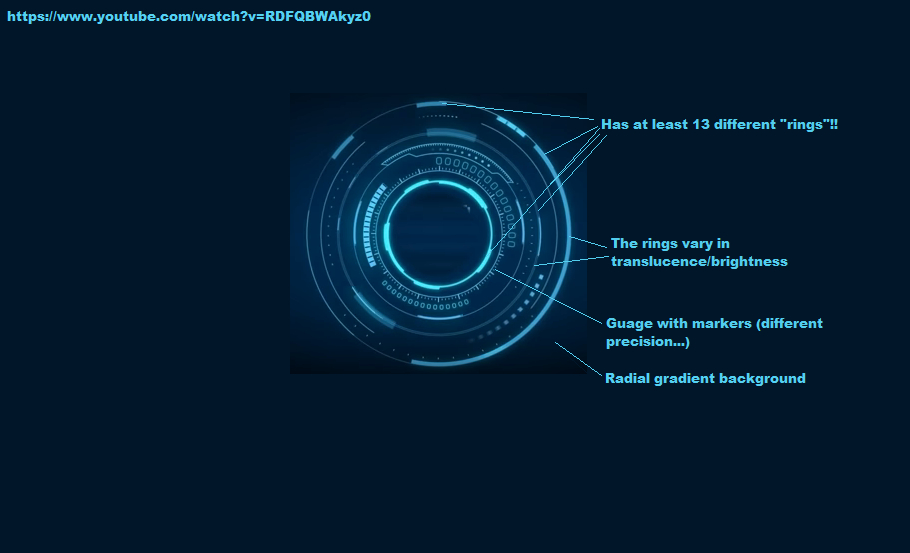 https://www.youtube.com/watch?v=RDFQBWAkyz0
Has at least 13 different "rings"!!
The rings vary in
translucence/brightness
Guage with markers (different
precision...)
Radial gradient background